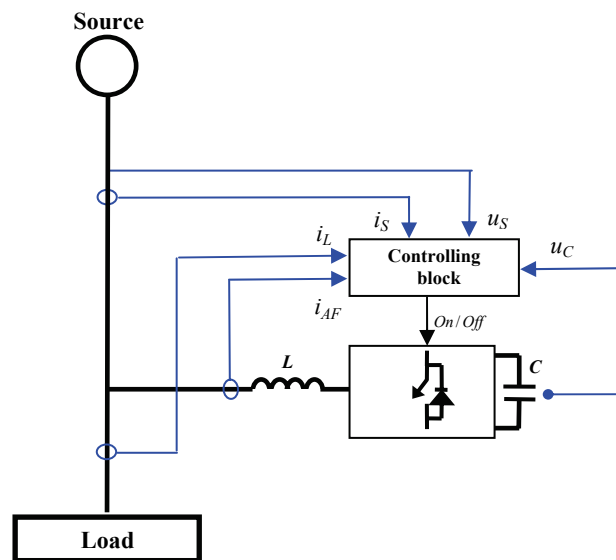 Source
i_S
u_S
i_L
u_C
Controlling
block
i_AF
On/Off
L
C
Load